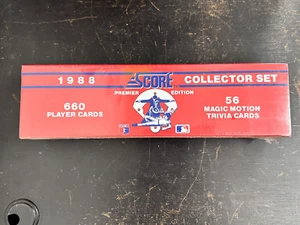 1988 SCORE COLLECTOR SET
PREMIER EDITION
660 56
PLAYER CARDS MAGIC MOTION
TRIVIA CARDS